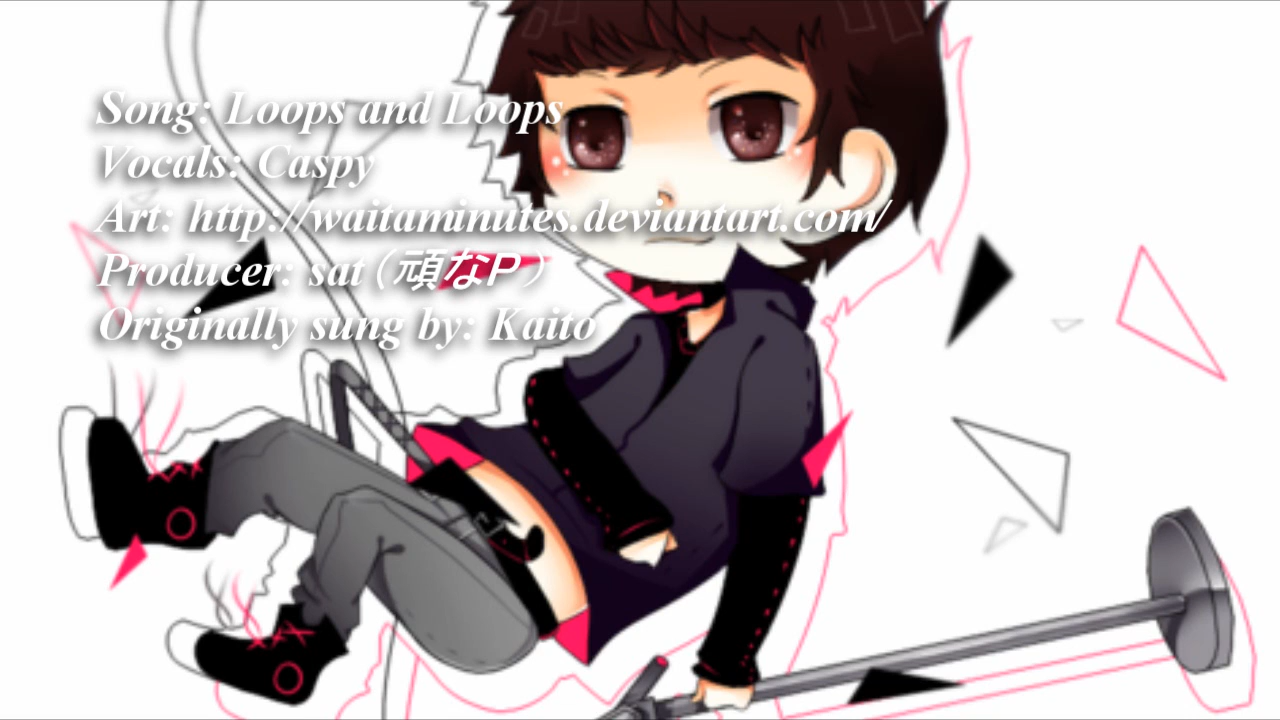 Song: Loops and Loops
Vocals: Caspy
Art: http://waitaminutes.deviantart.com/
Producer: sat (頑なP)
Originally sung by: Kaito